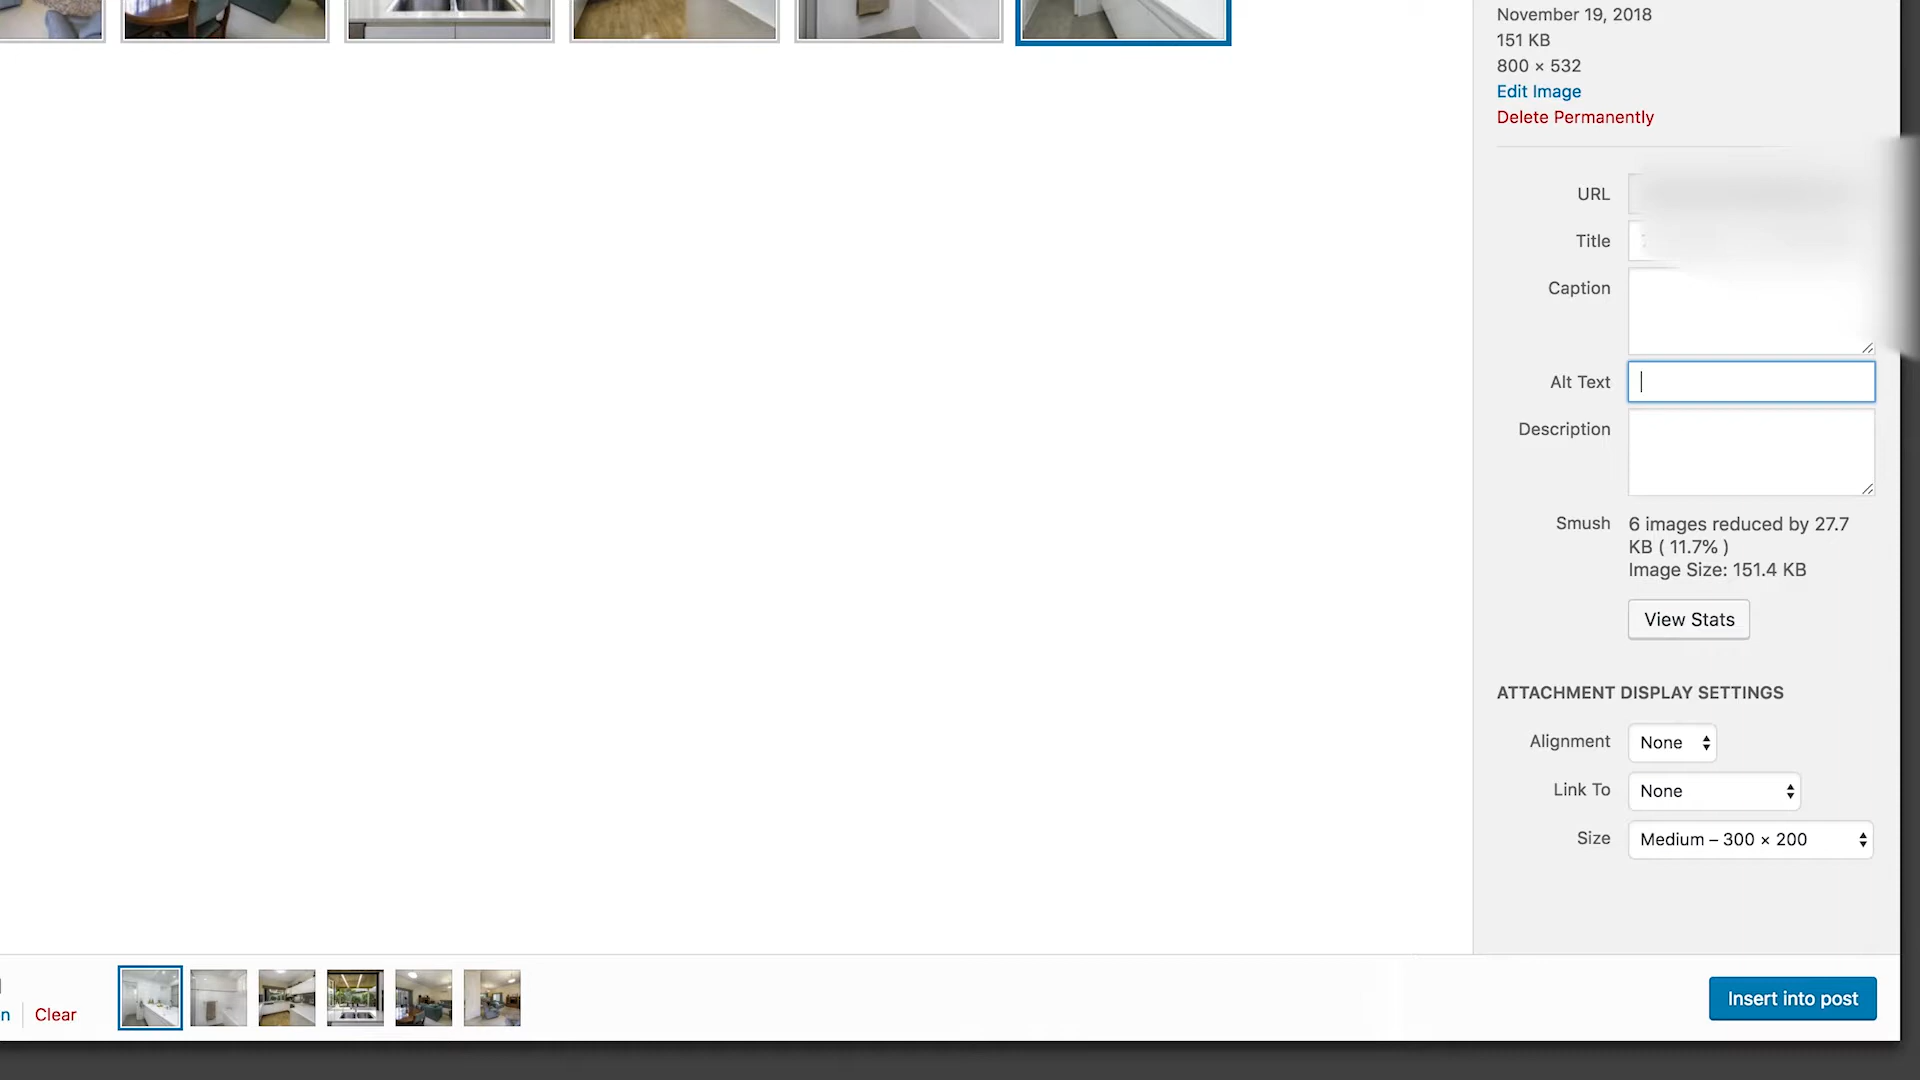 November 19, 2018
151 KB
800 × 532
Edit Image
Delete Permanently
URL
Title
Caption
Alt Text
Description
Smush
6 images reduced by 27.7
KB ( 11.7% )
Image Size: 151.4 KB
View Stats
ATTACHMENT DISPLAY SETTINGS
Alignment
None
Link To
None
Size
Medium – 300 × 200
Clear
Insert into post